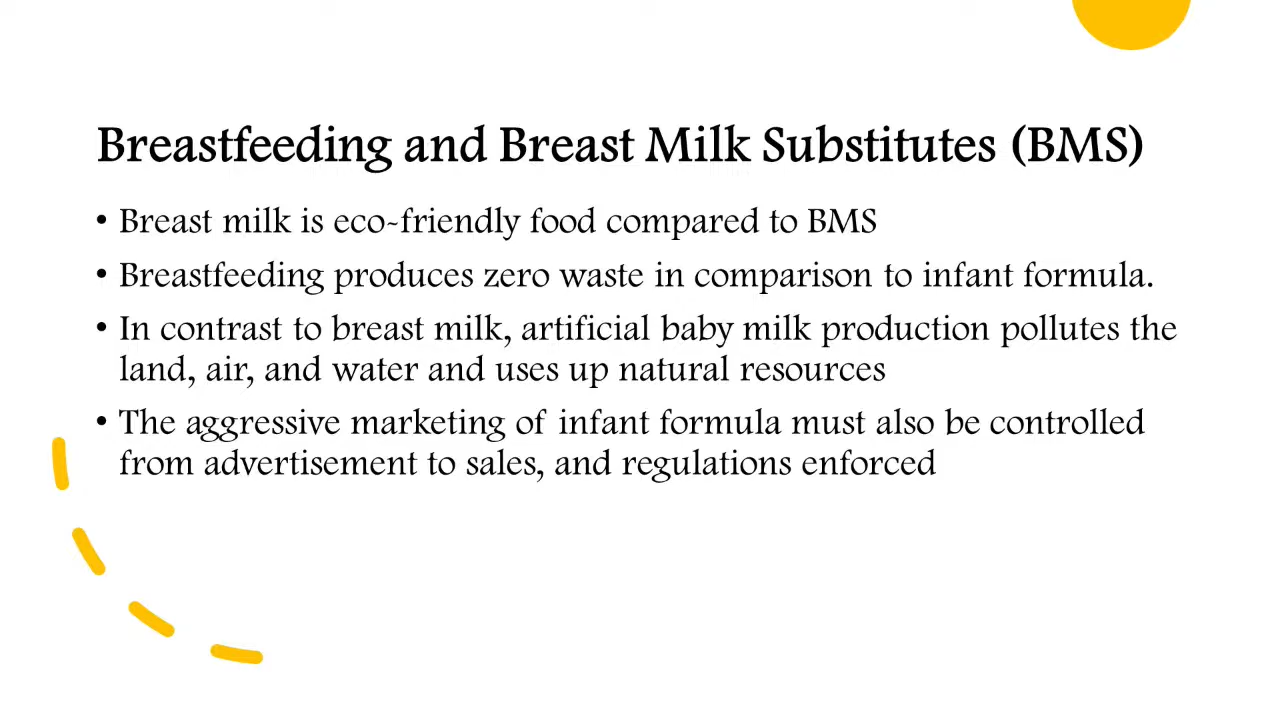 Breastfeeding and Breast Milk Substitutes (BMS)
• Breast milk is eco-friendly food compared to BMS
• Breastfeeding produces zero waste in comparison to infant formula.
• In contrast to breast milk, artificial baby milk production pollutes the
land, air, and water and uses up natural resources
• The aggressive marketing of infant formula must also be controlled
from advertisement to sales, and regulations enforced